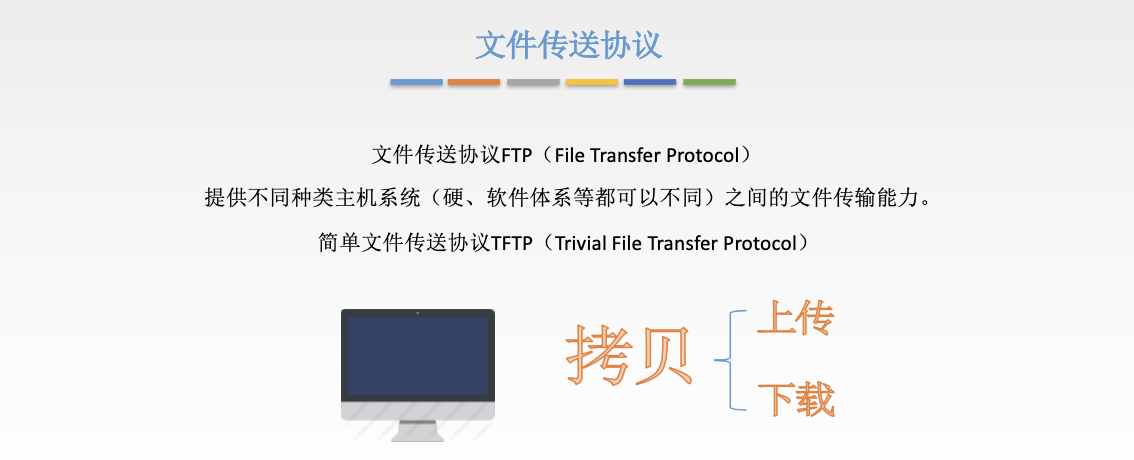 文件传送协议
文件传送协议FTP（File Transfer Protocol）
提供不同种类主机系统（硬、软件体系等都可以不同）之间的文件传输能力。
简单文件传送协议TFTP（Trivial File Transfer Protocol）
拷贝
上传
下载